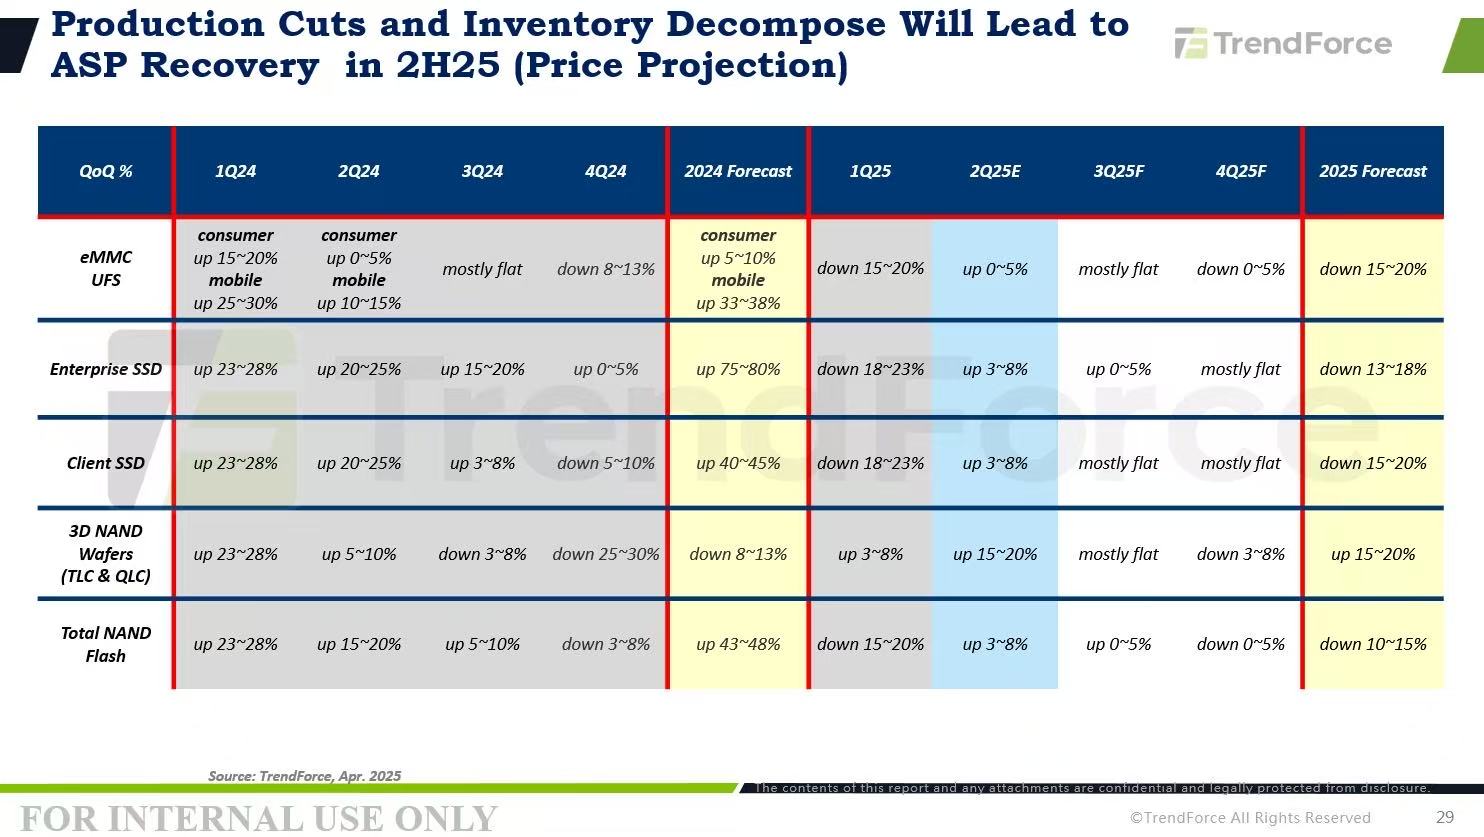 Production Cuts and Inventory Decompose Will Lead to
ASP Recovery in 2H25 (Price Projection)
TrendForce
QoQ % 1Q24 2Q24 3Q24 4Q24 2024 Forecast 1Q25 2Q25E 3Q25F 4Q25F 2025 Forecast
eMMC
UFS
consumer
up 15~20%
mobile
up 25~30%
consumer
up 0~5%
mobile
up 10~15%
mostly flat
down 8~13%
consumer
up 5~10%
mobile
up 33~38%
down 15~20%
up 0~5%
mostly flat
down 0~5%
down 15~20%
Enterprise SSD up 23~28% up 20~25% up 15~20% up 0~5% up 75~80% down 18~23% up 3~8% up 0~5% mostly flat down 13~18%
Client SSD up 23~28% up 20~25% up 3~8% down 5~10% up 40~45% down 18~23% up 3~8% mostly flat mostly flat down 15~20%
3D NAND
Wafers
(TLC & QLC)
up 23~28% up 5~10% down 3~8% down 25~30% down 8~13% up 3~8% up 15~20% mostly flat down 3~8% up 15~20%
Total NAND
Flash
up 23~28% up 15~20% up 5~10% down 3~8% up 43~48% down 15~20% up 3~8% up 0~5% down 0~5% down 10~15%
TrendForce
Source: TrendForce, Apr. 2025
The contents of this report and any attachments are confidential and legally protected from disclosure.
FOR INTERNAL USE ONLY
©TrendForce All Rights Reserved 29